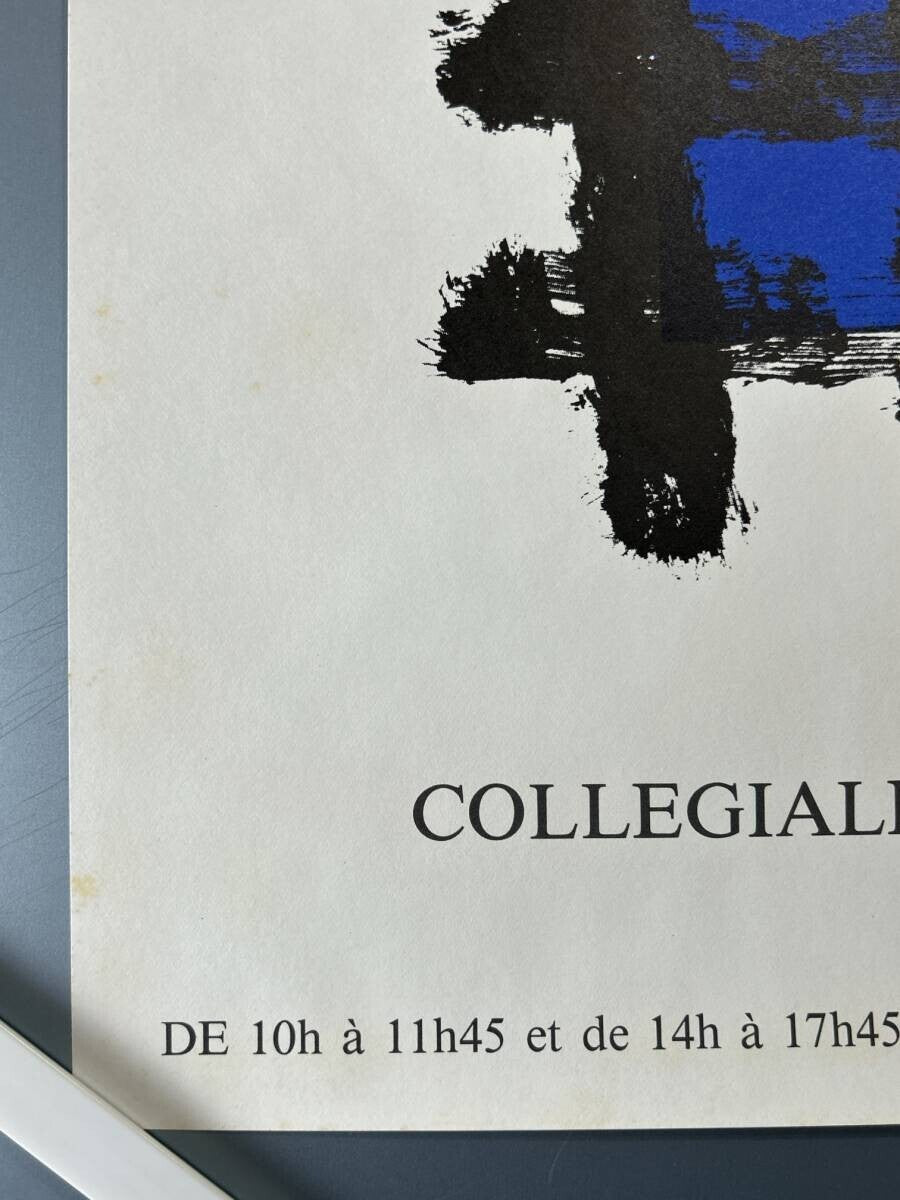 COLLEGIAL
DE 10h à 11h45 et de 14h à 17h45